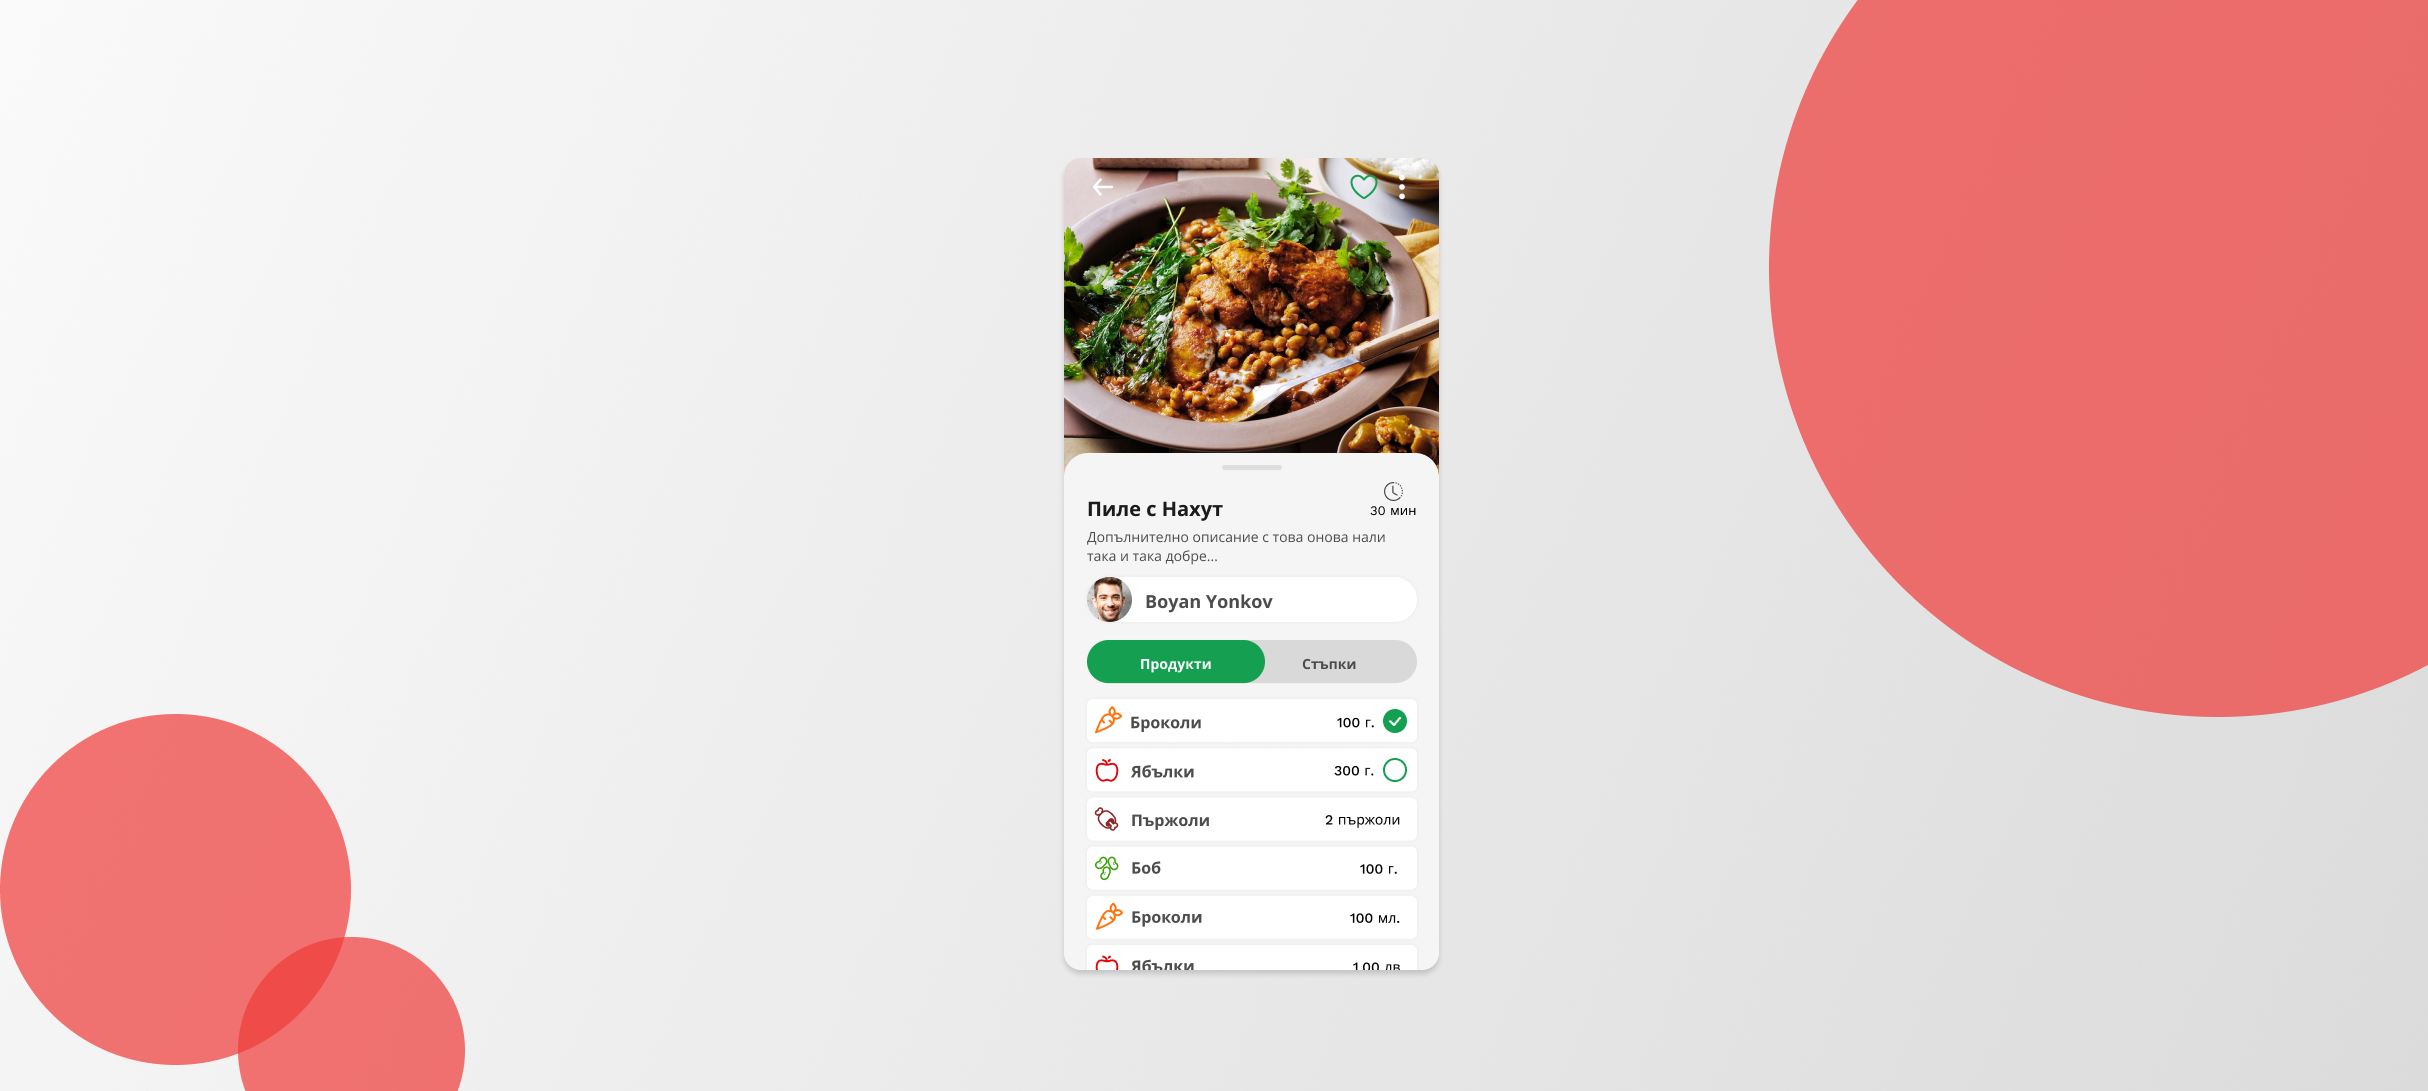 Пиле с Нахут
30 мин
Допълнително описание с това онова нали
така и така добре...
Boyan Yonkov
Продукти
Стъпки
Броколи 100 г.
Ябълки 300 г.
Пържоли 2 пържоли
Боб 100 г.
Броколи 100 мл.
Ябълки 1.00 лв